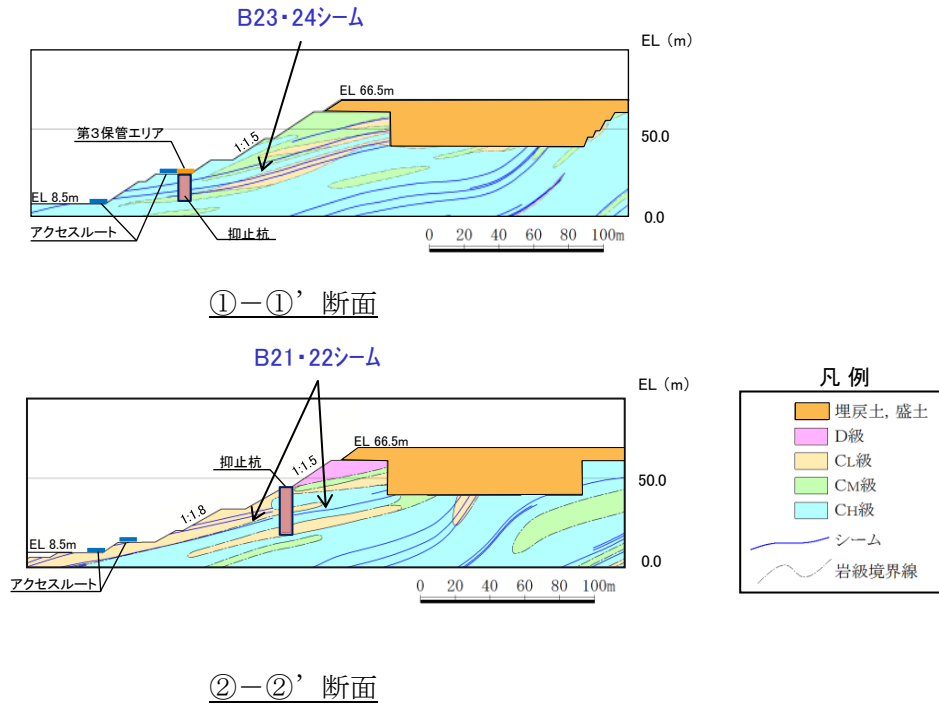 B23・24シーム
EL（m）
EL 66.5m
第3保管エリア
1:1.5
50.0
EL 8.5m
0.0
アクセスルート
抑止杭
0 20 40 60 80 100m
①－①’断面
B21・22シーム
EL（m）
EL 66.5m
抑止杭
1:1.5
50.0
1:1.8
EL 8.5m
0.0
アクセスルート
0 20 40 60 80 100m
②－②’断面
凡 例
埋戻土, 盛土
D級
CL級
CM級
CH級
シーム
岩級境界線